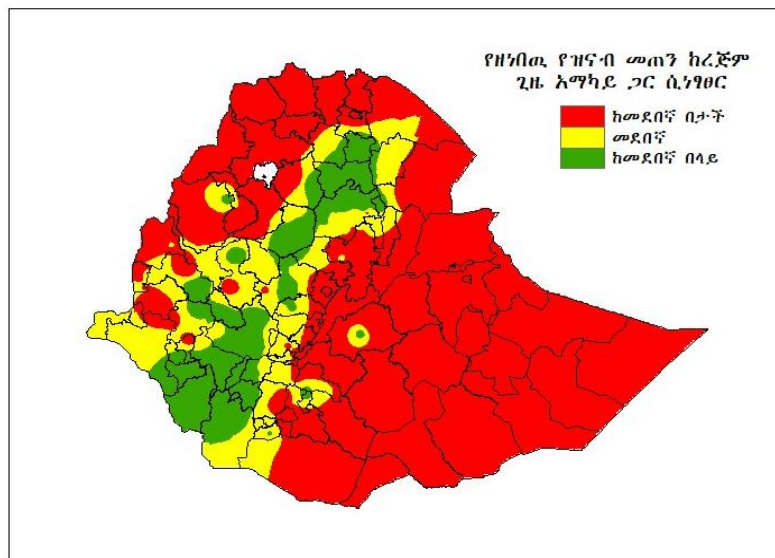 የዘነበዉ የዝናብ መጠን ከረጅም
ጊዜ አማካይ ጋር ሲነፃፀር
ከመደበኛ በታች
መደበኛ
ከመደበኛ በላይ